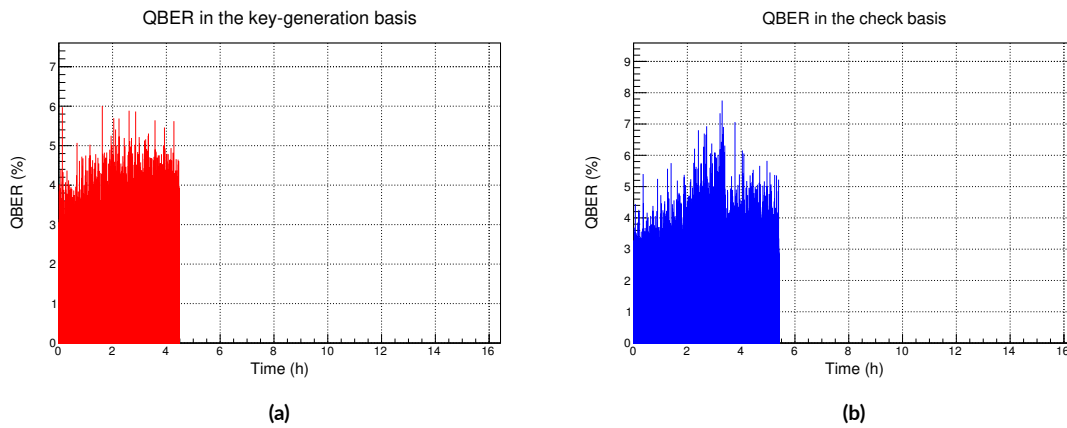 QBER in the key-generation basis
QBER (%)
7
6
5
4
3
2
1
0
0 2 4 6 8 10 12 14 16
Time (h)
(a)
QBER in the check basis
QBER (%)
9
8
7
6
5
4
3
2
1
0
0 2 4 6 8 10 12 14 16
Time (h)
(b)